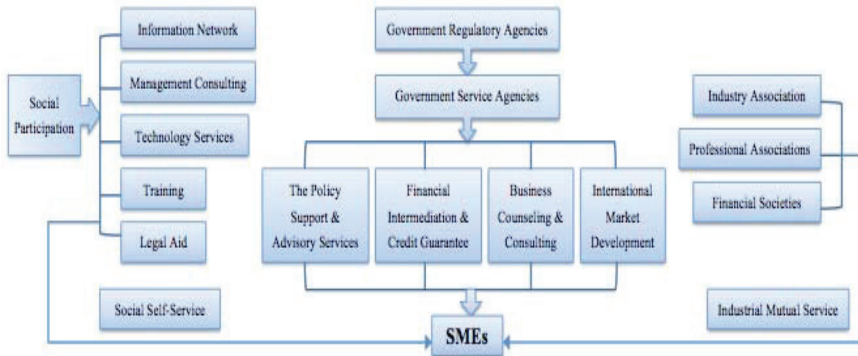 Information Network
Management Consulting
Social
Participation
Technology Services
Training
Legal Aid
Social Self-Service
Government Regulatory Agencies
Government Service Agencies
The Policy
Support &
Advisory Services
Financial
Intermediation &
Credit Guarantee
Business
Counseling &
Consulting
International
Market
Development
SMEs
Industry Association
Professional Associations
Financial Societies
Industrial Mutual Service